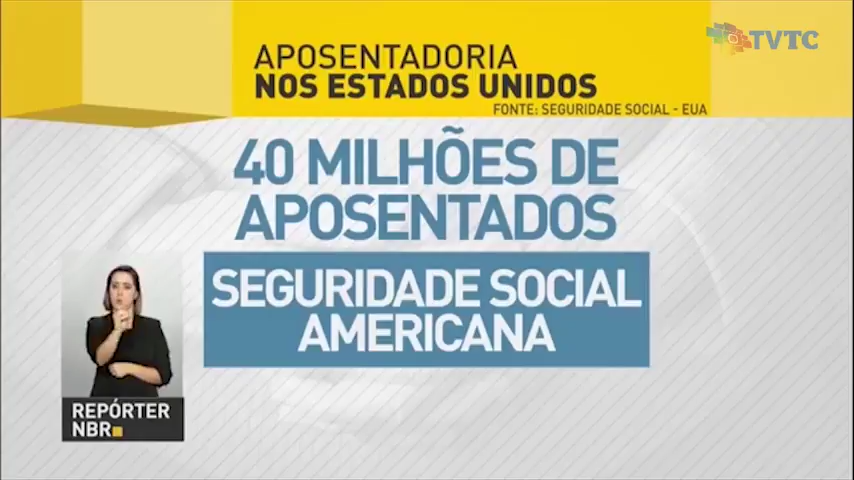 APOSENTADORIA
NOS ESTADOS UNIDOS
FONTE: SEGURIDADE SOCIAL - EUA
TVTC
40 MILHÕES DE
APOSENTADOS
SEGURIDADE SOCIAL
AMERICANA
REPÓRTER
NBR